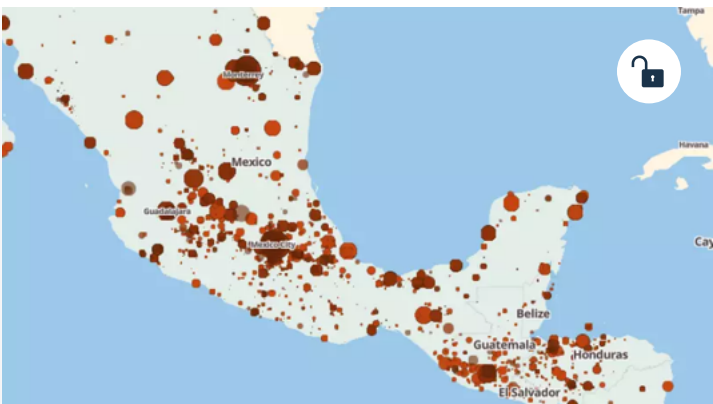 Tampa
Monterrey
Havana
Mexico
Guadalajara
Mexico City
Cay
Belize
Guatemala
Honduras
El Salvador